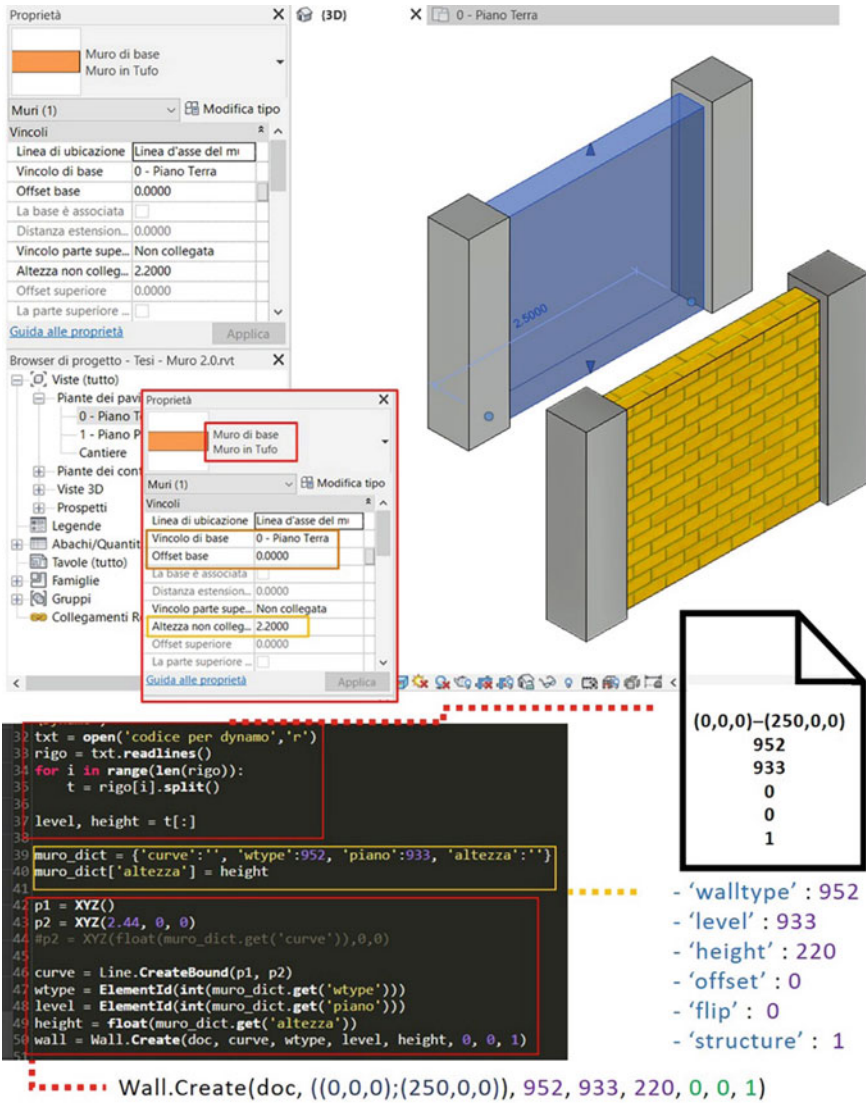 Proprietà
Muro di base
Muro in Tufo
Muri (1)
Modifica tipo
Vincoli
Linea di ubicazione Linea d'asse del mu
Vincolo di base 0 - Piano Terra
Offset base 0.0000
La base è associata
Distanza estension... 0.0000
Vincolo parte supe... Non collegata
Altezza non colleg... 2.2000
Offset superiore 0.0000
La parte superiore ...
Guida alle proprietà Applica
(3D)
0 - Piano Terra
2.5000
Browser di progetto - Tesi - Muro 2.0.rvt
Viste (tutto)
Piante dei pavi
0 - Piano Te
1 - Piano P
Cantiere
Piante dei con
Viste 3D
Prospetti
Legende
Abachi/Quantit
Tavole (tutto)
Famiglie
Gruppi
Collegamenti R
Proprietà
Muro di base
Muro in Tufo
Muri (1)
Modifica tipo
Vincoli
Linea di ubicazione Linea d'asse del mu
Vincolo di base 0 - Piano Terra
Offset base 0.0000
La base è associata
Distanza estension... 0.0000
Vincolo parte supe... Non collegata
Altezza non colleg... 2.2000
Offset superiore 0.0000
La parte superiore ...
Guida alle proprietà Applica
32 txt = open('codice per dynamo','r')
33 rigo = txt.readlines()
34 for i in range(len(rigo)):
35 t = rigo[i].split()
36
37 level, height = t[:]
38
39 muro_dict = {'curve':'', 'wtype':952, 'piano':933, 'altezza':''}
40 muro_dict['altezza'] = height
41
42 p1 = XYZ()
43 p2 = XYZ(2.44, 0, 0)
44 #p2 = XYZ(float(muro_dict.get('curve')),0,0)
45
46 curve = Line.CreateBound(p1, p2)
47 wtype = ElementId(int(muro_dict.get('wtype')))
48 level = ElementId(int(muro_dict.get('piano')))
49 height = float(muro_dict.get('altezza'))
50 wall = Wall.Create(doc, curve, wtype, level, height, 0, 0, 1)
51
(0,0,0)–(250,0,0)
952
933
0
0
1
- ‘walltype’ : 952
- ‘level’ : 933
- ‘height’ : 220
- ‘offset’ : 0
- ‘flip’ : 0
- ‘structure’ : 1
Wall.Create(doc, ((0,0,0);(250,0,0)), 952, 933, 220, 0, 0, 1)